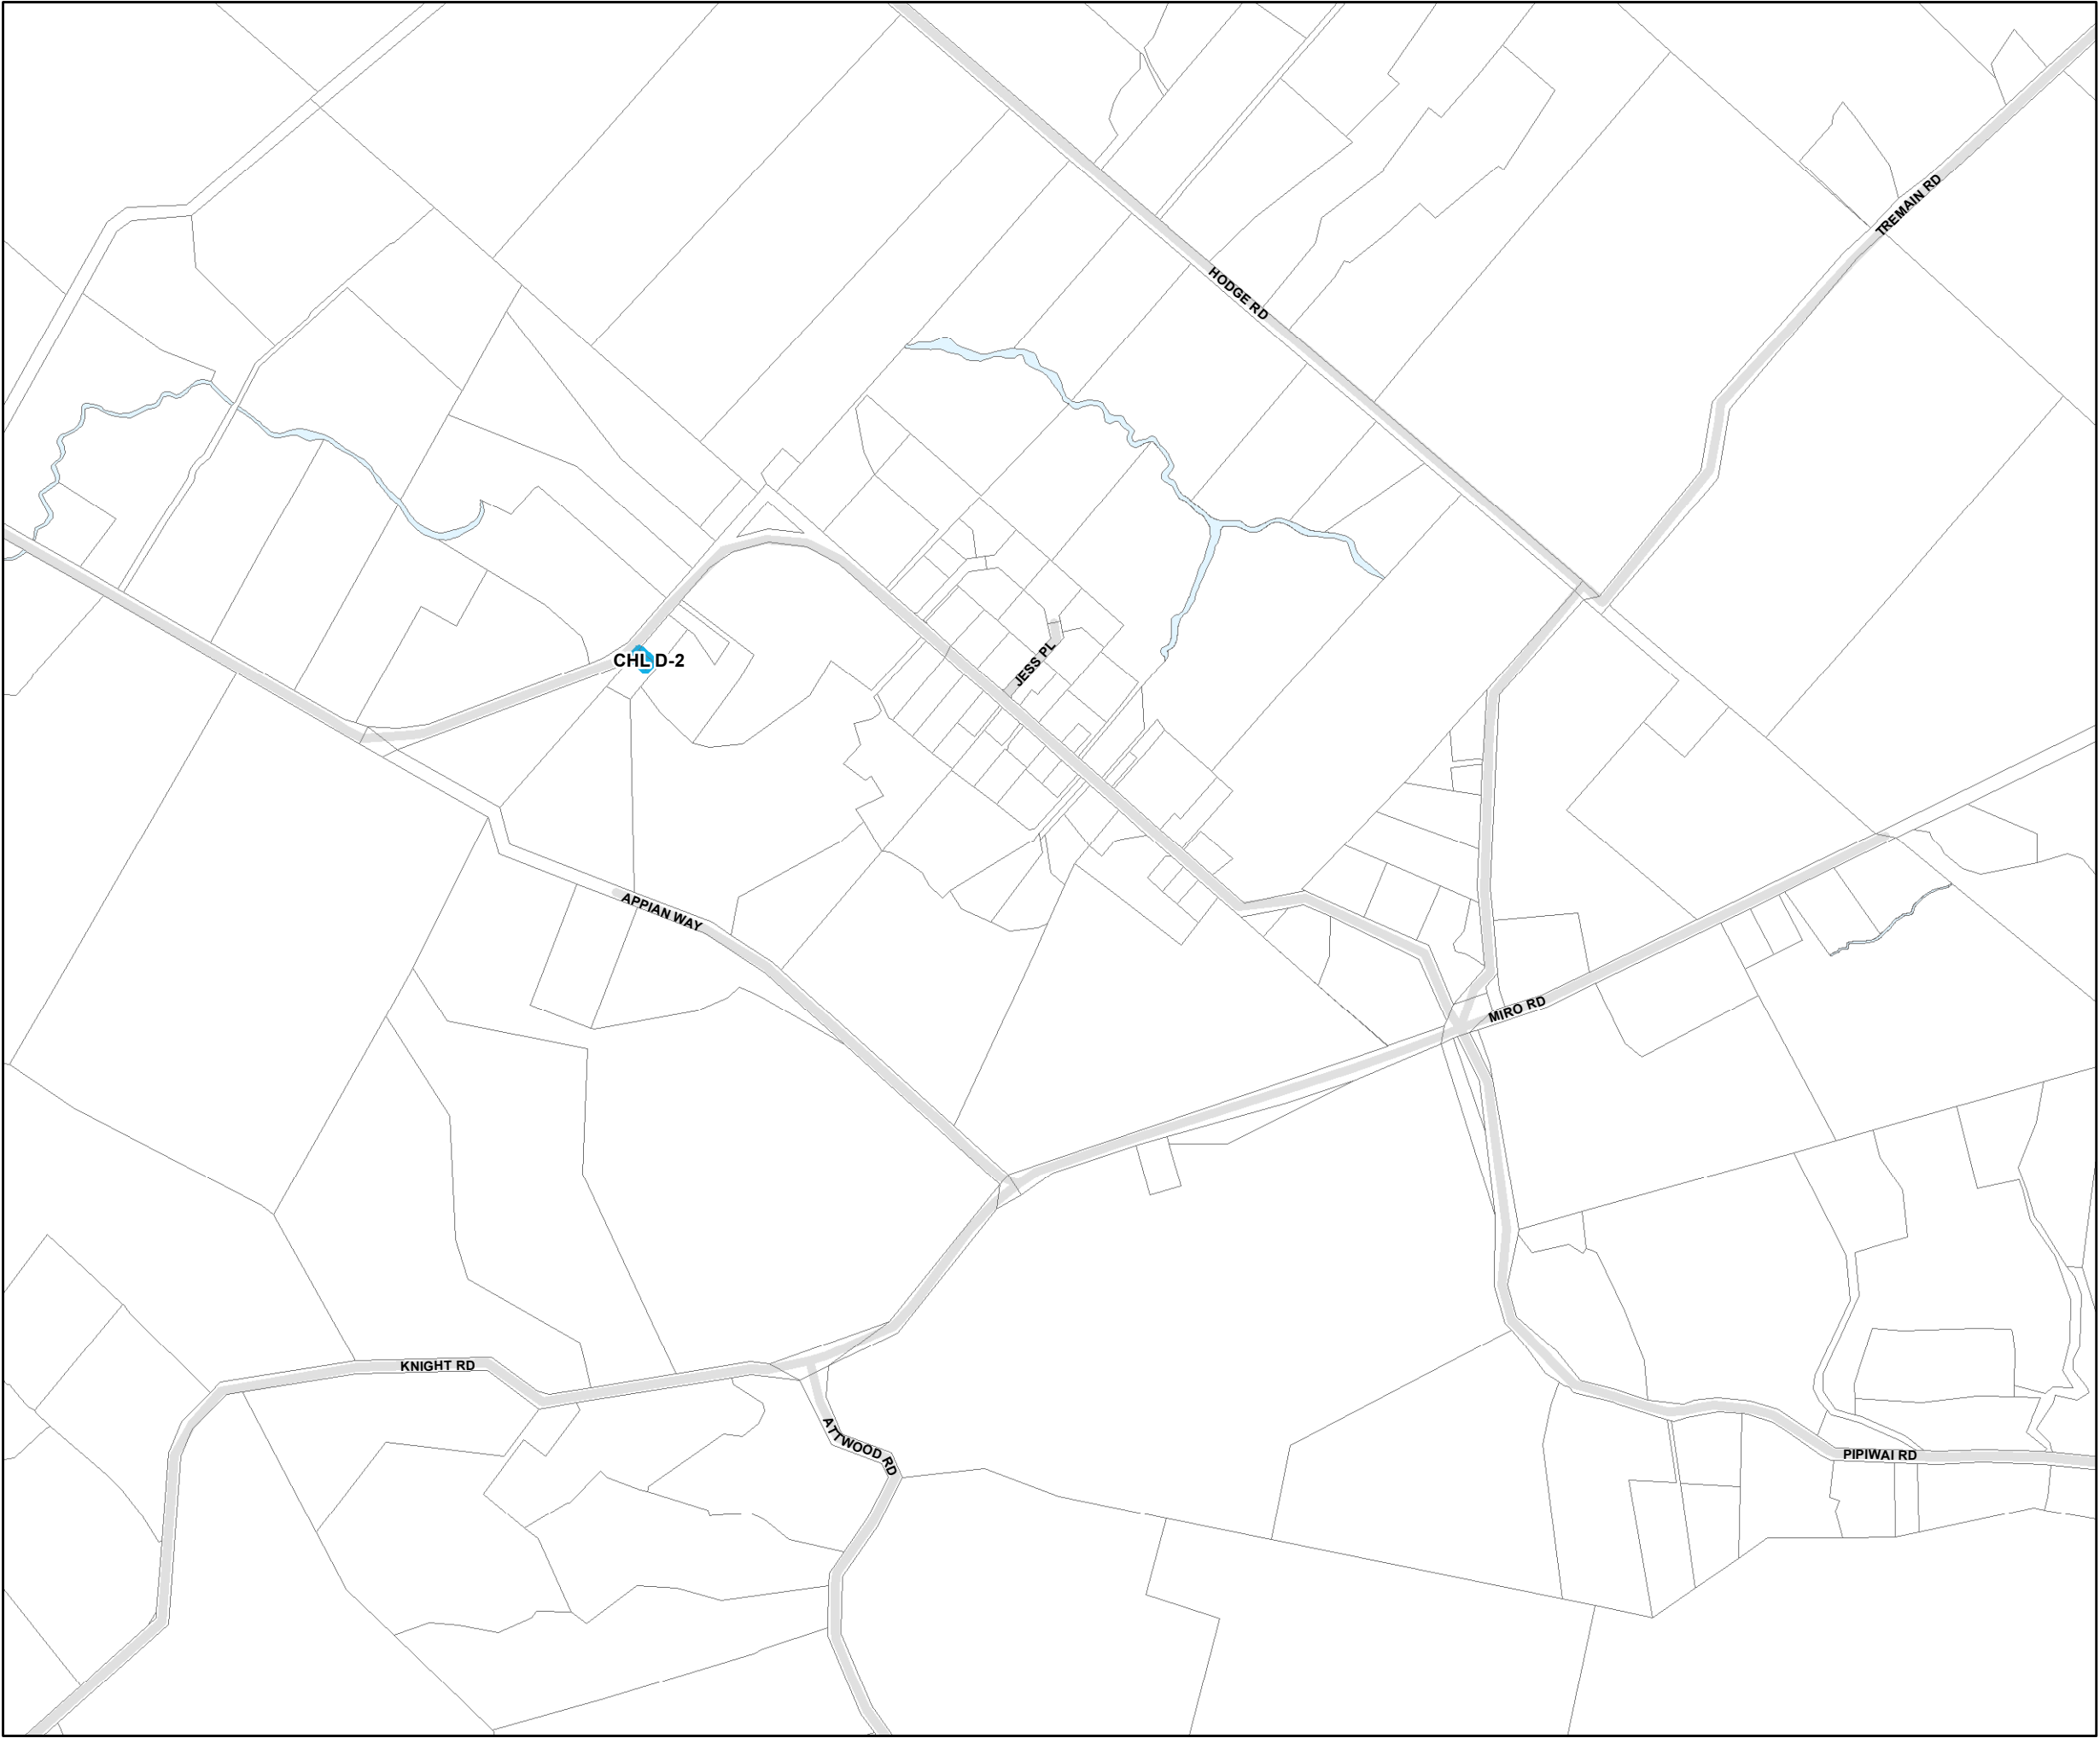 TREMAIN RD
HODGE RD
CHL D-2
JESS PL
APPIAN WAY
MIRO RD
KNIGHT RD
ATTWOOD RD
PIPIWAI RD